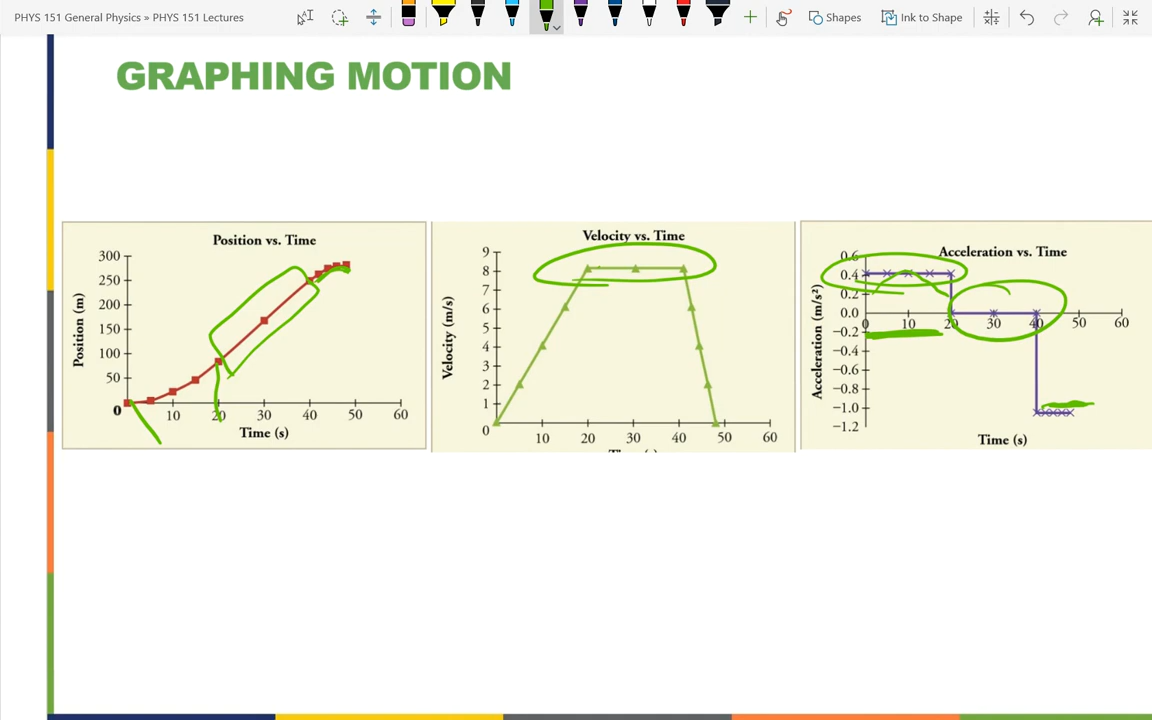 PHYS 151 General Physics » PHYS 151 Lectures
Shapes
Ink to Shape
GRAPHING MOTION
Position vs. Time
300
250
200
150
100
50
0
10 20 30 40 50 60
Position (m)
Time (s)
Velocity vs. Time
9
8
7
6
5
4
3
2
1
0
10 20 30 40 50 60
Velocity (m/s)
Acceleration vs. Time
0.6
0.4
0.2
0.0
0 10 20 30 40 50 60
−0.2
−0.4
−0.6
−0.8
−1.0
−1.2
Acceleration (m/s²)
Time (s)